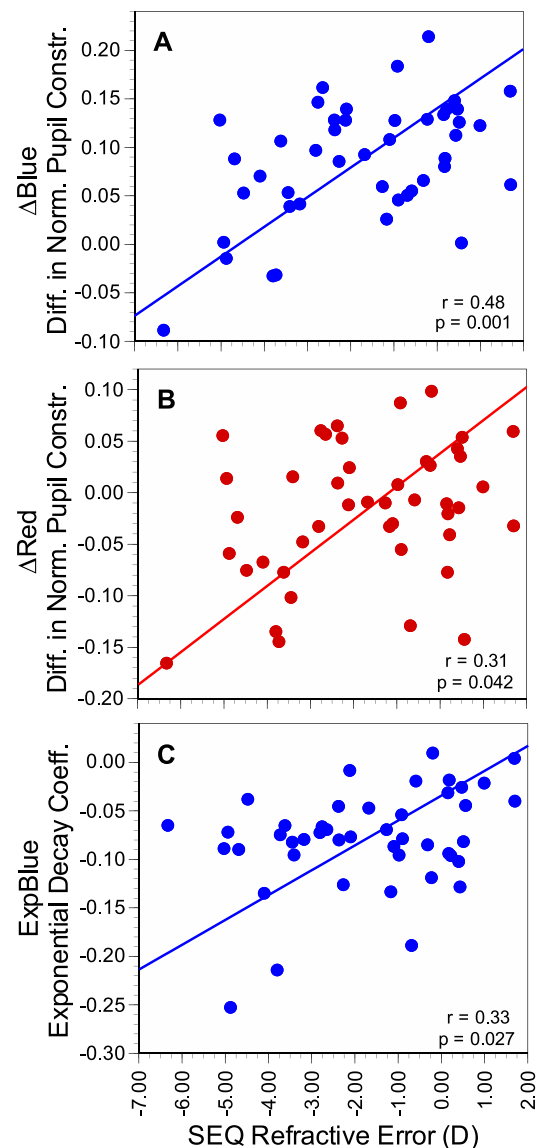 A
0.20
0.15
0.10
0.05
0.00
-0.05
-0.10
ΔBlue
Diff. in Norm. Pupil Constr.
r = 0.48
p = 0.001
B
0.10
0.05
0.00
-0.05
-0.10
-0.15
-0.20
ΔRed
Diff. in Norm. Pupil Constr.
r = 0.31
p = 0.042
C
0.00
-0.05
-0.10
-0.15
-0.20
-0.25
-0.30
ExpBlue
Exponential Decay Coeff.
r = 0.33
p = 0.027
-7.00
-6.00
-5.00
-4.00
-3.00
-2.00
-1.00
0.00
1.00
2.00
SEQ Refractive Error (D)